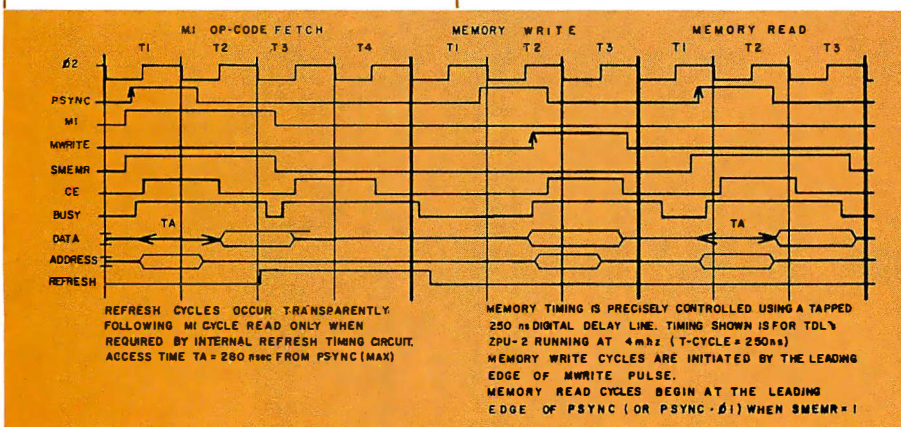 M1 OP-CODE FETCH MEMORY WRITE MEMORY READ
T1 T2 T3 T4 T1 T2 T3 T1 T2 T3
Ø2
PSYNC
M1
MWRITE
SMEMR
CE
BUSY
TA TA
DATA
ADDRESS
REFRESH
REFRESH CYCLES OCCUR TRANSPARENTLY
FOLLOWING M1 CYCLE READ ONLY WHEN
REQUIRED BY INTERNAL REFRESH TIMING CIRCUIT.
ACCESS TIME TA = 280 nsec FROM PSYNC (MAX)
MEMORY TIMING IS PRECISELY CONTROLLED USING A TAPPED
250 ns DIGITAL DELAY LINE. TIMING SHOWN IS FOR TDL's
ZPU-2 RUNNING AT 4mhz (T-CYCLE = 250ns)
MEMORY WRITE CYCLES ARE INITIATED BY THE LEADING
EDGE OF MWRITE PULSE.
MEMORY READ CYCLES BEGIN AT THE LEADING
EDGE OF PSYNC (OR PSYNC · Ø1) WHEN SMEMR = 1